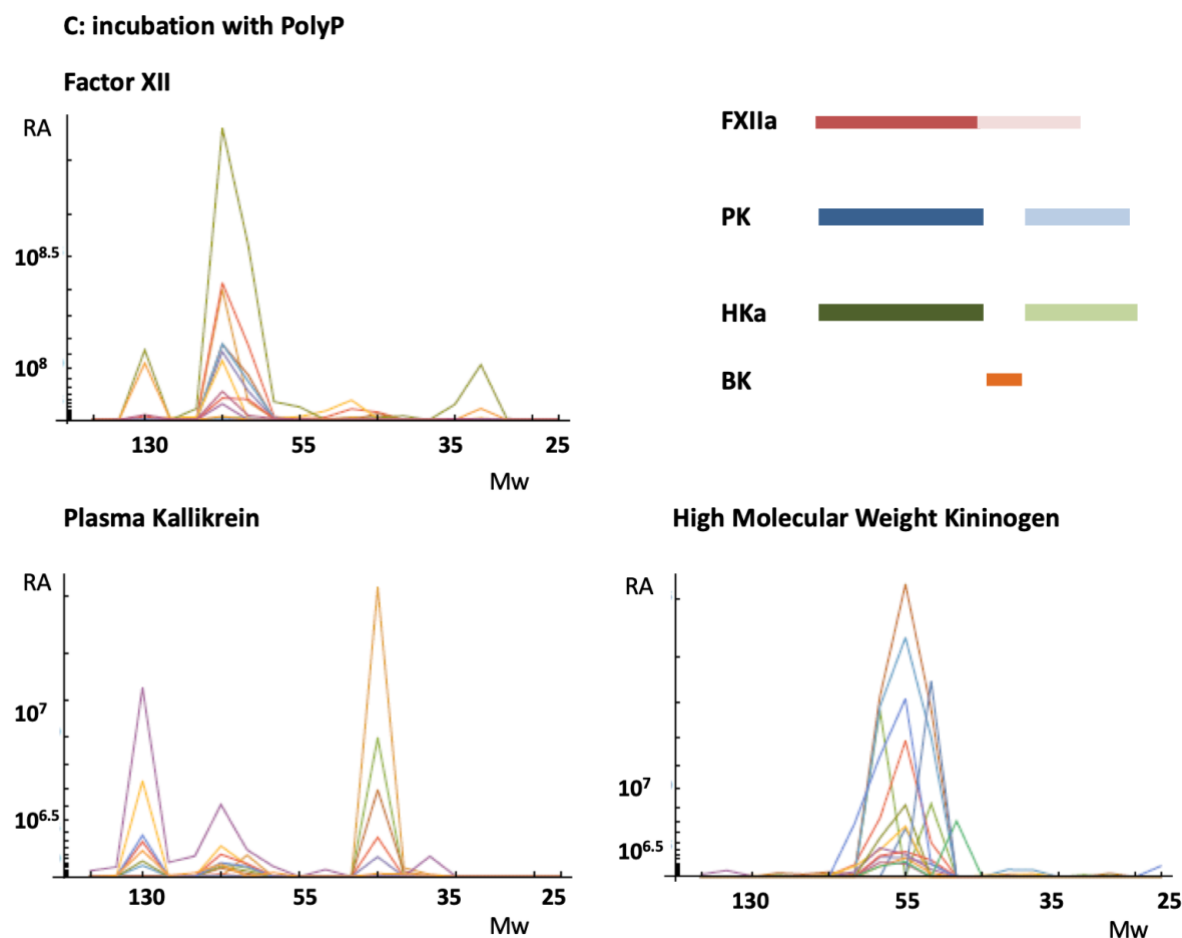 C: incubation with PolyP
Factor XII
RA
10^8.5
10^8
130 55 35 25
Mw
FXIIa
PK
HKa
BK
Plasma Kallikrein
RA
10^7
10^6.5
130 55 35 25
Mw
High Molecular Weight Kininogen
RA
10^7
10^6.5
130 55 35 25
Mw